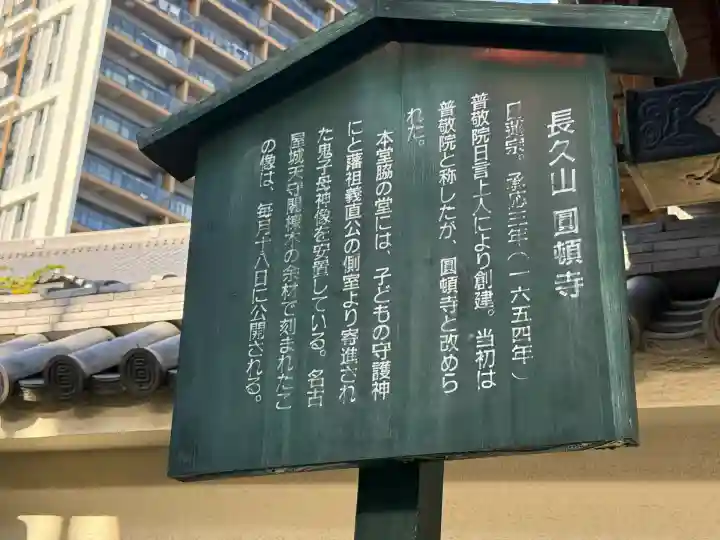 長久山 圓頓寺
日蓮宗。承応三年（一六五四年）
普敬院日言上人により創建。当初は
普敬院と称したが、圓頓寺と改めら
れた。
本堂脇の堂には、子どもの守護神
にと藩祖義直公の側室より寄進され
た鬼子母神像を安置している。名古
屋城天守閣棟木の余材で刻まれたこ
の像は、毎月十八日に公開される。